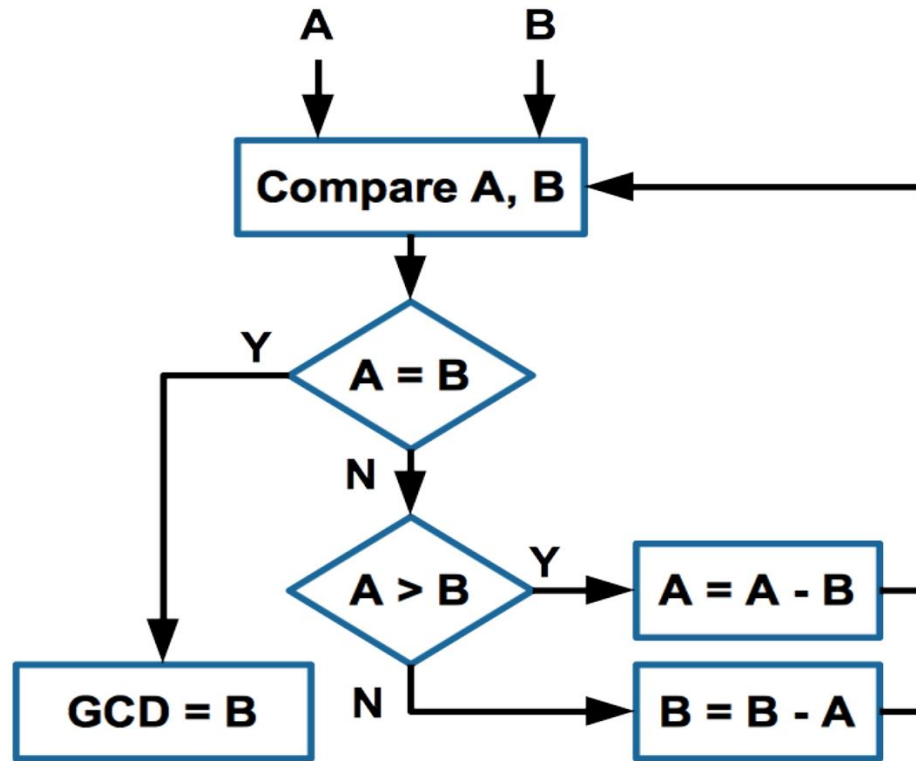 A
B
Compare A, B
Y
A = B
N
A > B
Y
A = A - B
GCD = B
N
B = B - A